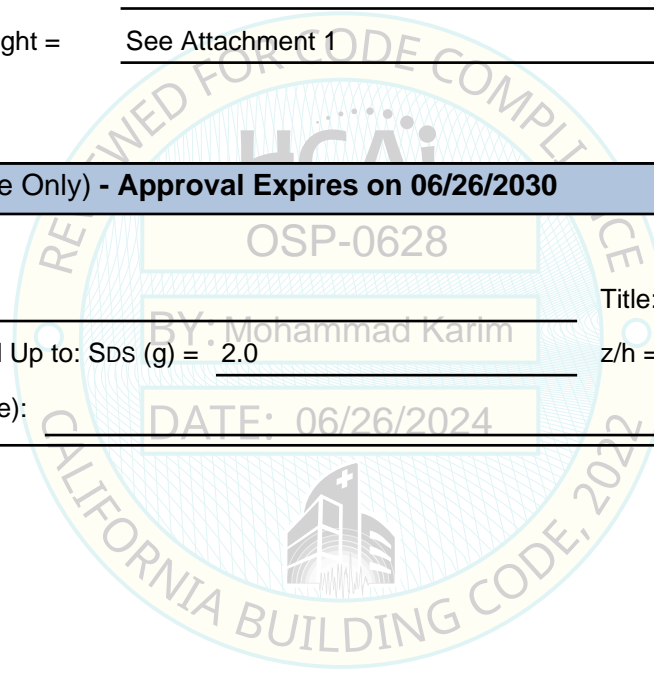 ght = See Attachment 1
REVIEWED FOR CODE COMPLIANCE
HCAi
e Only) - Approval Expires on 06/26/2030
OSP-0628
Title:
BY: Mohammad Karim
l Up to: SDS (g) = 2.0 z/h =
e):
DATE: 06/26/2024
CALIFORNIA BUILDING CODE, 2022